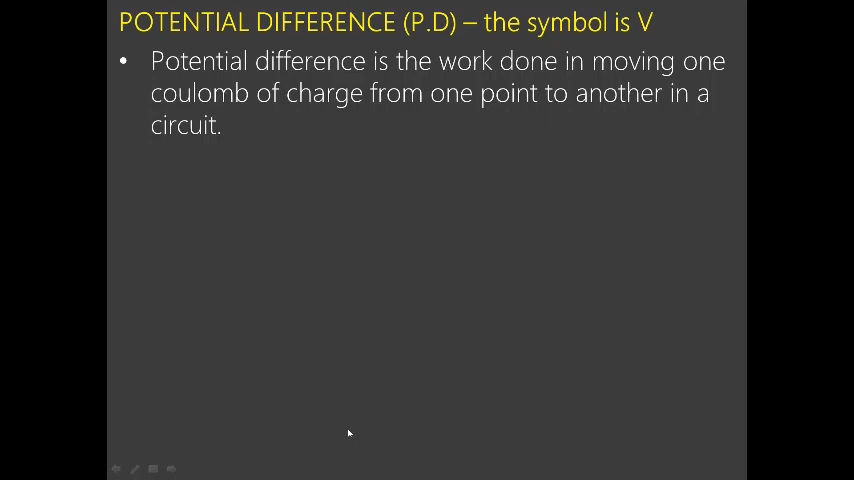 POTENTIAL DIFFERENCE (P.D) – the symbol is V
• Potential difference is the work done in moving one
coulomb of charge from one point to another in a
circuit.